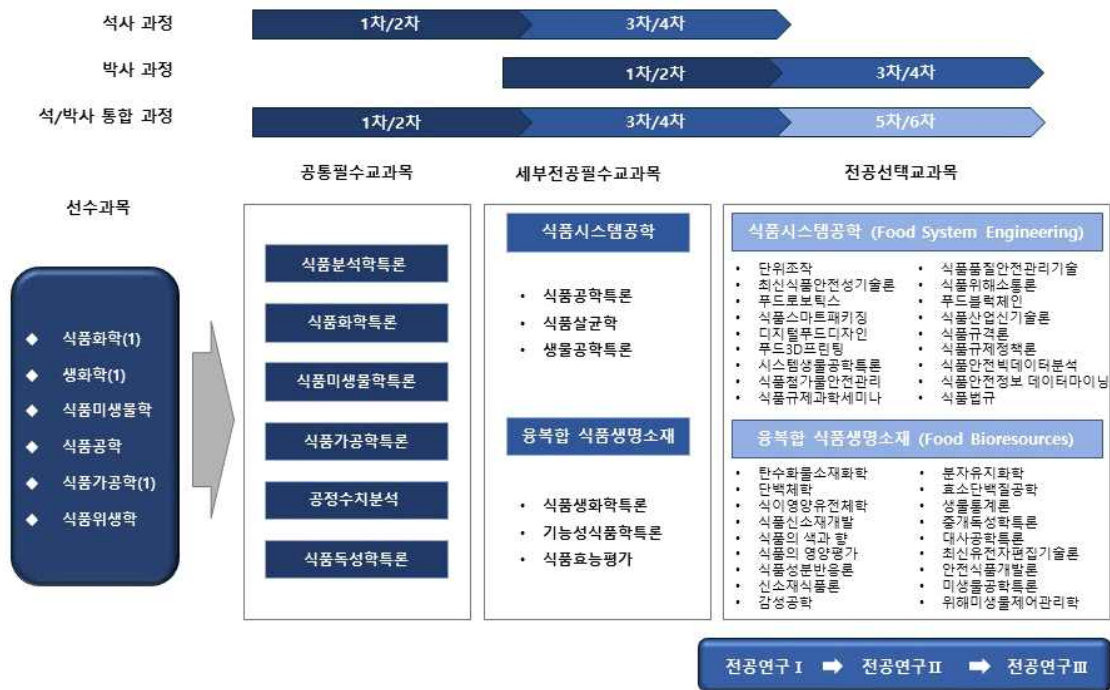 석사 과정
1차/2차
3차/4차
박사 과정
1차/2차
3차/4차
석/박사 통합 과정
1차/2차
3차/4차
5차/6차
선수과목
◆ 식품화학(1)
◆ 생화학(1)
◆ 식품미생물학
◆ 식품공학
◆ 식품가공학(1)
◆ 식품위생학
공통필수교과목
식품분석학특론
식품화학특론
식품미생물학특론
식품가공학특론
공정수치분석
식품독성학특론
세부전공필수교과목
식품시스템공학
• 식품공학특론
• 식품살균학
• 생물공학특론
융복합 식품생명소재
• 식품생화학특론
• 기능성식품학특론
• 식품효능평가
전공선택교과목
식품시스템공학 (Food System Engineering)
• 단위조작
• 최신식품안전성기술론
• 푸드로보틱스
• 식품스마트패키징
• 디지털푸드디자인
• 푸드3D프린팅
• 시스템생물공학특론
• 식품첨가물안전관리
• 식품규제과학세미나
• 식품품질안전관리기술
• 식품위해소통론
• 푸드블럭체인
• 식품산업신기술론
• 식품규격론
• 식품규제정책론
• 식품안전빅데이터분석
• 식품안전정보 데이터마이닝
• 식품법규
융복합 식품생명소재 (Food Bioresources)
• 탄수화물소재화학
• 단백체학
• 식이영양유전체학
• 식품신소재개발
• 식품의 색과 향
• 식품의 영양평가
• 식품성분반응론
• 신소재식품론
• 감성공학
• 분자유지화학
• 효소단백질공학
• 생물통계론
• 중개독성학특론
• 대사공학특론
• 최신유전자편집기술론
• 안전식품개발론
• 미생물공학특론
• 위해미생물제어관리학
전공연구 I ➡ 전공연구Ⅱ ➡ 전공연구Ⅲ